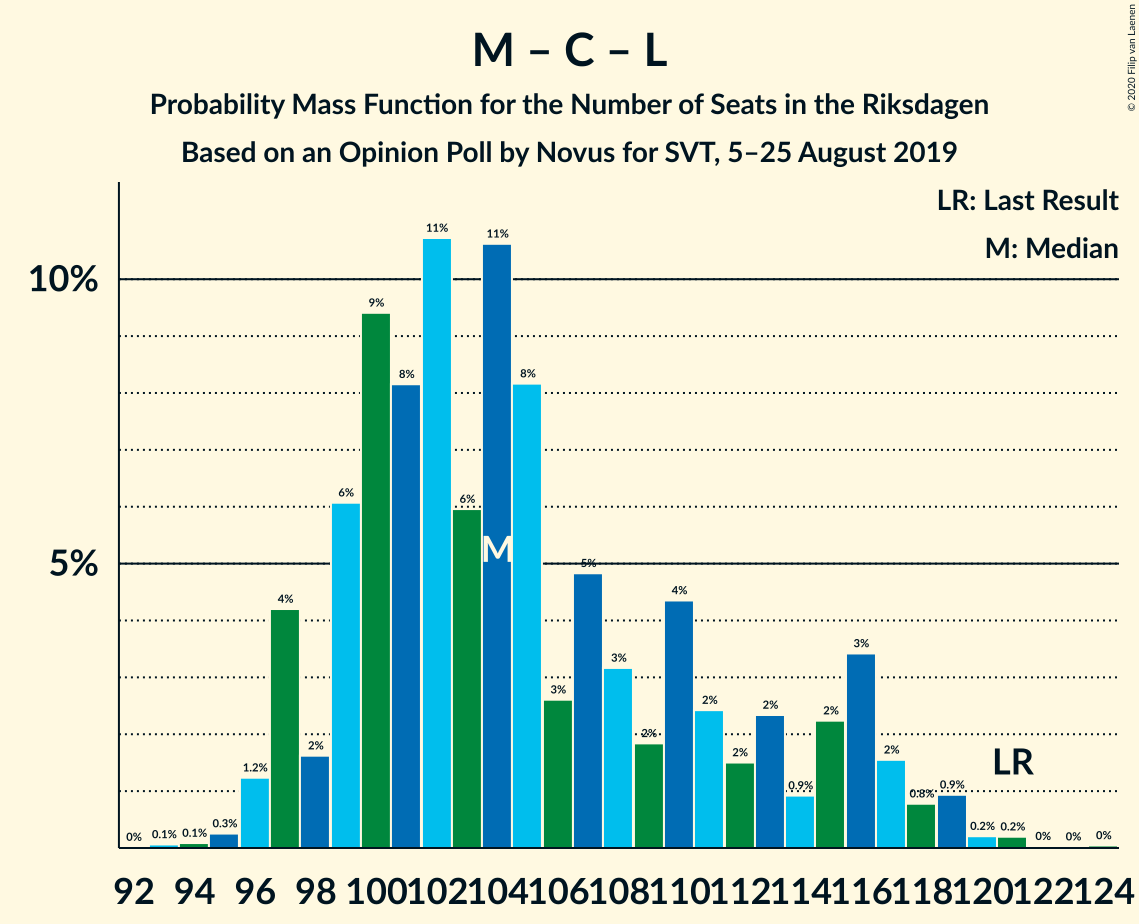 © 2020 Filip van Laenen
M – C – L
Probability Mass Function for the Number of Seats in the Riksdagen
Based on an Opinion Poll by Novus for SVT, 5–25 August 2019
LR: Last Result
M: Median
10%
5%
0% 0.1% 0.1% 0.3% 1.2% 4% 2% 6% 9% 8% 11% 6% 11% 8% 3% 5% 3% 2% 4% 2% 2% 2% 0.9% 2% 3% 2% 0.8% 0.9% 0.2% 0.2% 0% 0% 0%
M
LR
92 94 96 98 100 102 104 106 108 110 112 114 116 118 120 122 124